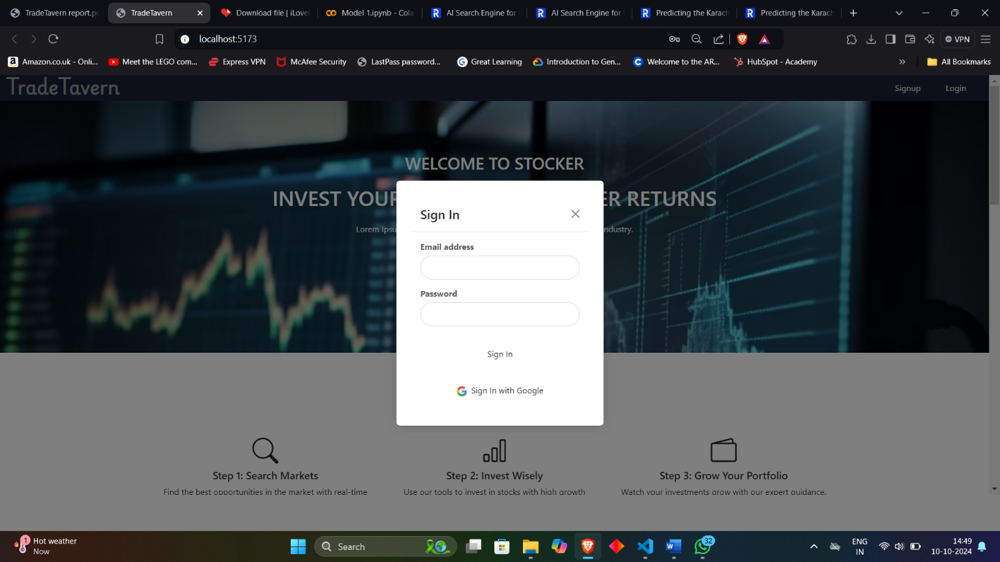 TradeTavern report.pd
TradeTavern
Download file | iLovel
Model 1.ipynb - Cola
AI Search Engine for
AI Search Engine for
Predicting the Karach
Predicting the Karach
localhost:5173
VPN
Amazon.co.uk - Onli...
Meet the LEGO com...
Express VPN
McAfee Security
LastPass password...
Great Learning
Introduction to Gen...
Welcome to the AR...
HubSpot - Academy
All Bookmarks
TradeTavern
Signup
Login
WELCOME TO STOCKER
INVEST YOUR
ER RETURNS
Lorem Ipsu
ndustry.
Sign In
Email address
Password
Sign In
Sign In with Google
Step 1: Search Markets
Step 2: Invest Wisely
Step 3: Grow Your Portfolio
Find the best opportunities in the market with real-time
Use our tools to invest in stocks with high growth
Watch your investments grow with our expert guidance.
1
Hot weather
Now
Search
32
ENG
IN
14:49
10-10-2024